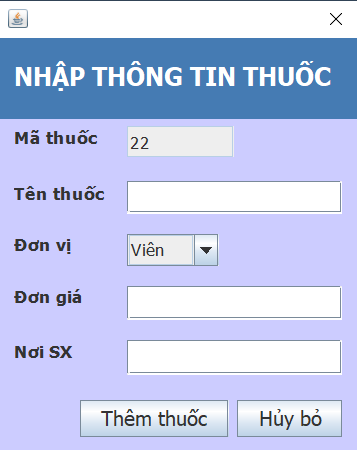 NHẬP THÔNG TIN THUỐC
Mã thuốc 22
Tên thuốc
Đơn vị Viên
Đơn giá
Nơi SX
Thêm thuốc Hủy bỏ